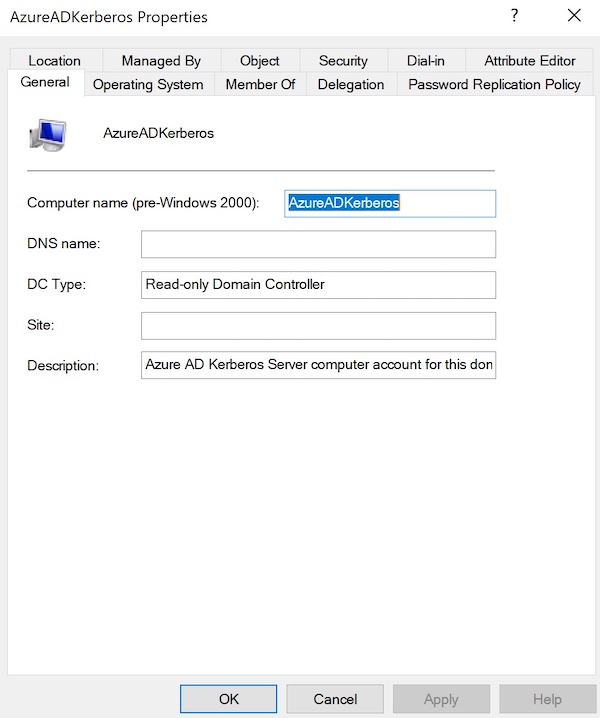 AzureADKerberos Properties
?
Location Managed By Object Security Dial-in Attribute Editor
General Operating System Member Of Delegation Password Replication Policy
AzureADKerberos
Computer name (pre-Windows 2000): AzureADKerberos
DNS name:
DC Type: Read-only Domain Controller
Site:
Description: Azure AD Kerberos Server computer account for this don
OK Cancel Apply Help